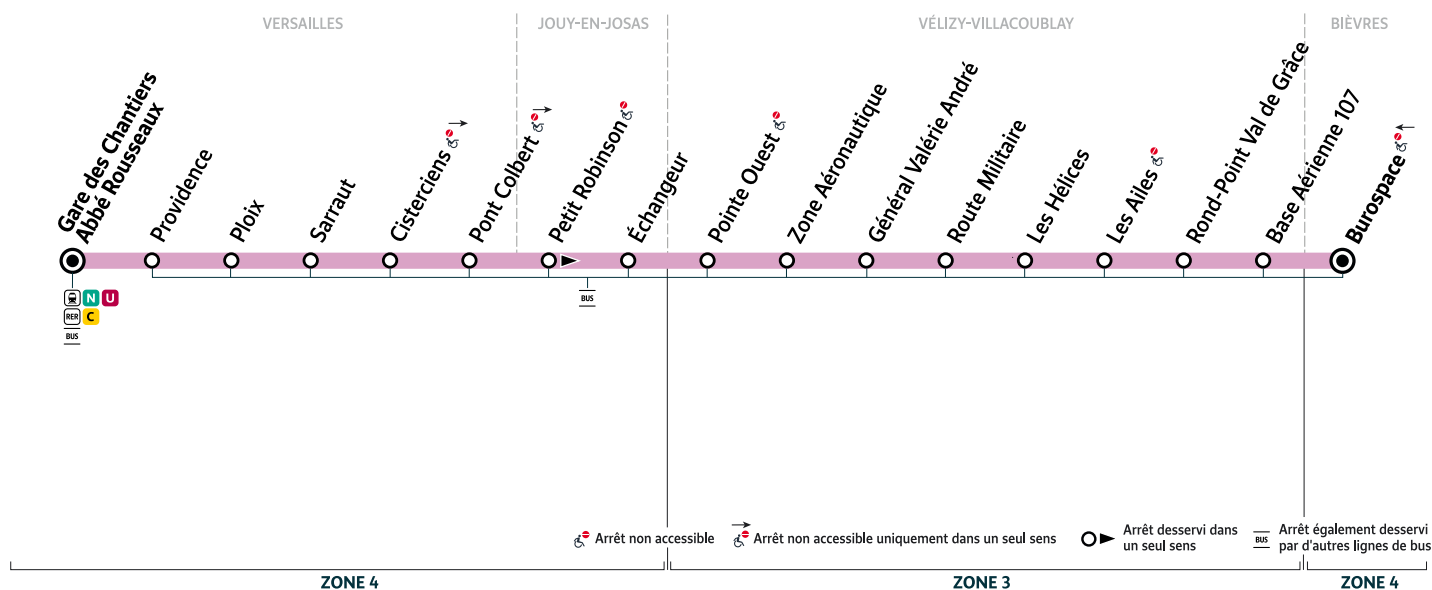 VERSAILLES
JOUY-EN-JOSAS
VÉLIZY-VILLACOUBLAY
BIÈVRES
Gare des Chantiers
Abbé Rousseaux
Providence
Ploix
Sarraut
Cisterciens
Pont Colbert
Petit Robinson
Échangeur
Pointe Ouest
Zone Aéronautique
Général Valérie André
Route Militaire
Les Hélices
Les Ailes
Rond-Point Val de Grâce
Base Aérienne 107
Burospace
N U
RER C
BUS
BUS
Arrêt non accessible
Arrêt non accessible uniquement dans un seul sens
Arrêt desservi dans
un seul sens
BUS
Arrêt également desservi
par d'autres lignes de bus
ZONE 4
ZONE 3
ZONE 4